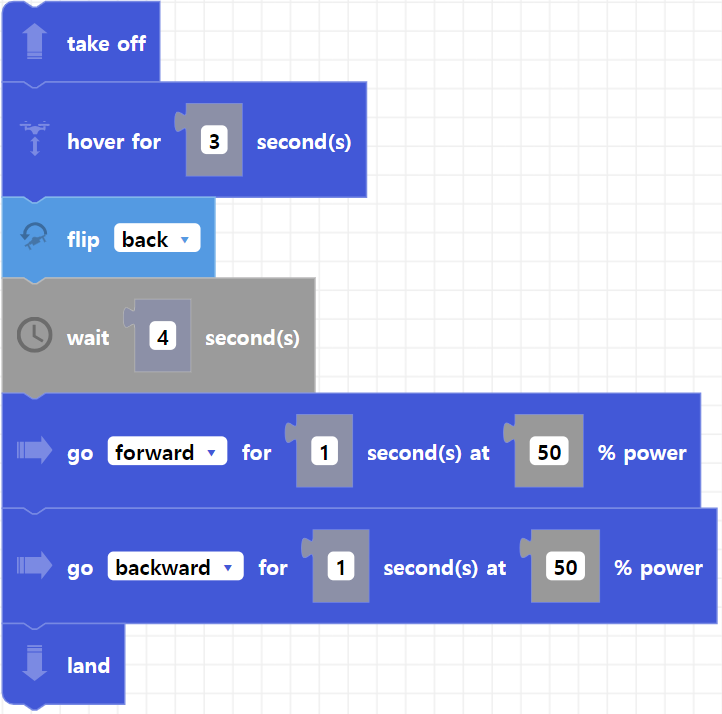 take off
hover for 3 second(s)
flip back
wait 4 second(s)
go forward for 1 second(s) at 50 % power
go backward for 1 second(s) at 50 % power
land